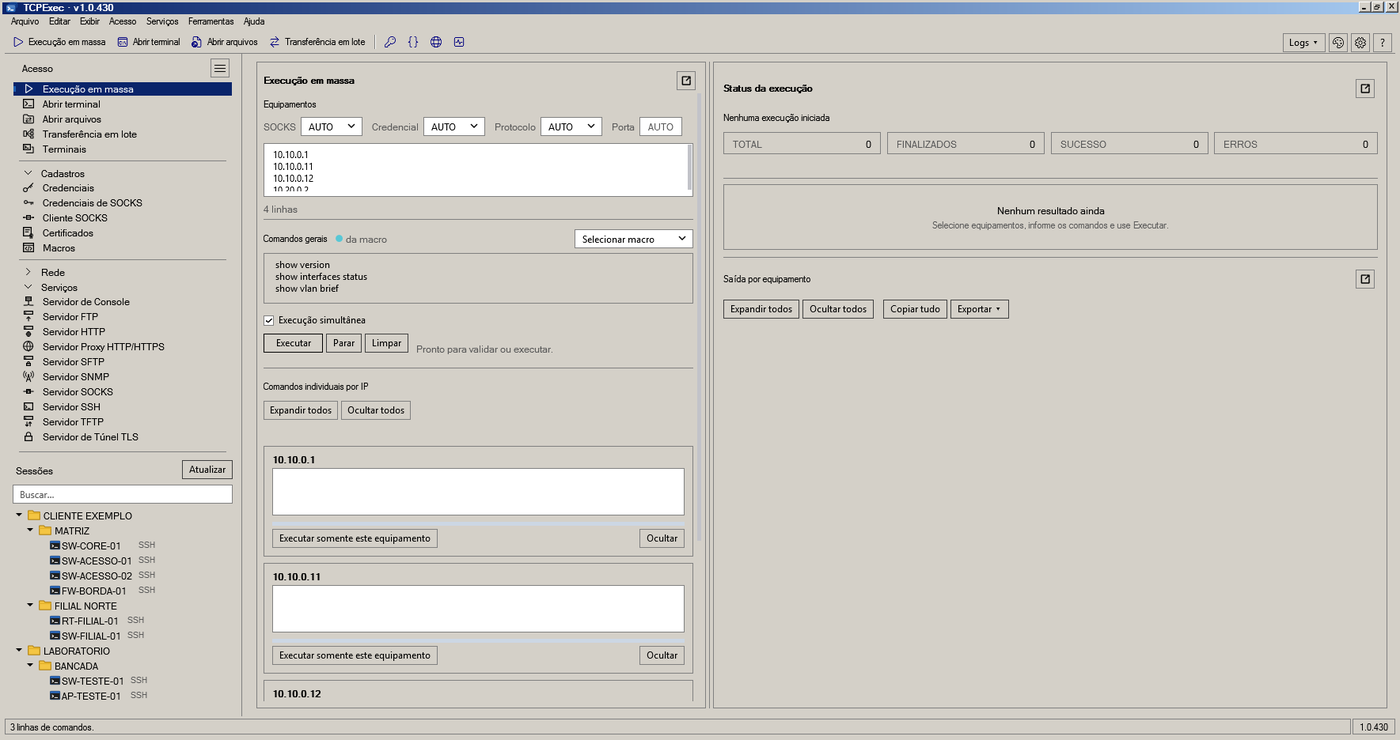 TCPExec · v1.0.430
Arquivo Editar Exibir Acesso Serviços Ferramentas Ajuda
Execução em massa Abrir terminal Abrir arquivos Transferência em lote {} Logs ?
Acesso
Execução em massa
Abrir terminal
Abrir arquivos
Transferência em lote
Terminais
Cadastros
Credenciais
Credenciais de SOCKS
Cliente SOCKS
Certificados
Macros
Rede
Serviços
Servidor de Console
Servidor FTP
Servidor HTTP
Servidor Proxy HTTP/HTTPS
Servidor SFTP
Servidor SNMP
Servidor SOCKS
Servidor SSH
Servidor TFTP
Servidor de Túnel TLS
Sessões Atualizar
Buscar...
CLIENTE EXEMPLO
MATRIZ
SW-CORE-01 SSH
SW-ACESSO-01 SSH
SW-ACESSO-02 SSH
FW-BORDA-01 SSH
FILIAL NORTE
RT-FILIAL-01 SSH
SW-FILIAL-01 SSH
LABORATORIO
BANCADA
SW-TESTE-01 SSH
AP-TESTE-01 SSH
Execução em massa
Equipamentos
SOCKS AUTO Credencial AUTO Protocolo AUTO Porta AUTO
10.10.0.1
10.10.0.11
10.10.0.12
10.20.0.2
4 linhas
Comandos gerais da macro Selecionar macro
show version
show interfaces status
show vlan brief
Execução simultânea
Executar Parar Limpar Pronto para validar ou executar.
Comandos individuais por IP
Expandir todos Ocultar todos
10.10.0.1
Executar somente este equipamento Ocultar
10.10.0.11
Executar somente este equipamento Ocultar
10.10.0.12
Status da execução
Nenhuma execução iniciada
TOTAL 0 FINALIZADOS 0 SUCESSO 0 ERROS 0
Nenhum resultado ainda
Selecione equipamentos, informe os comandos e use Executar.
Saída por equipamento
Expandir todos Ocultar todos Copiar tudo Exportar
3 linhas de comandos. 1.0.430